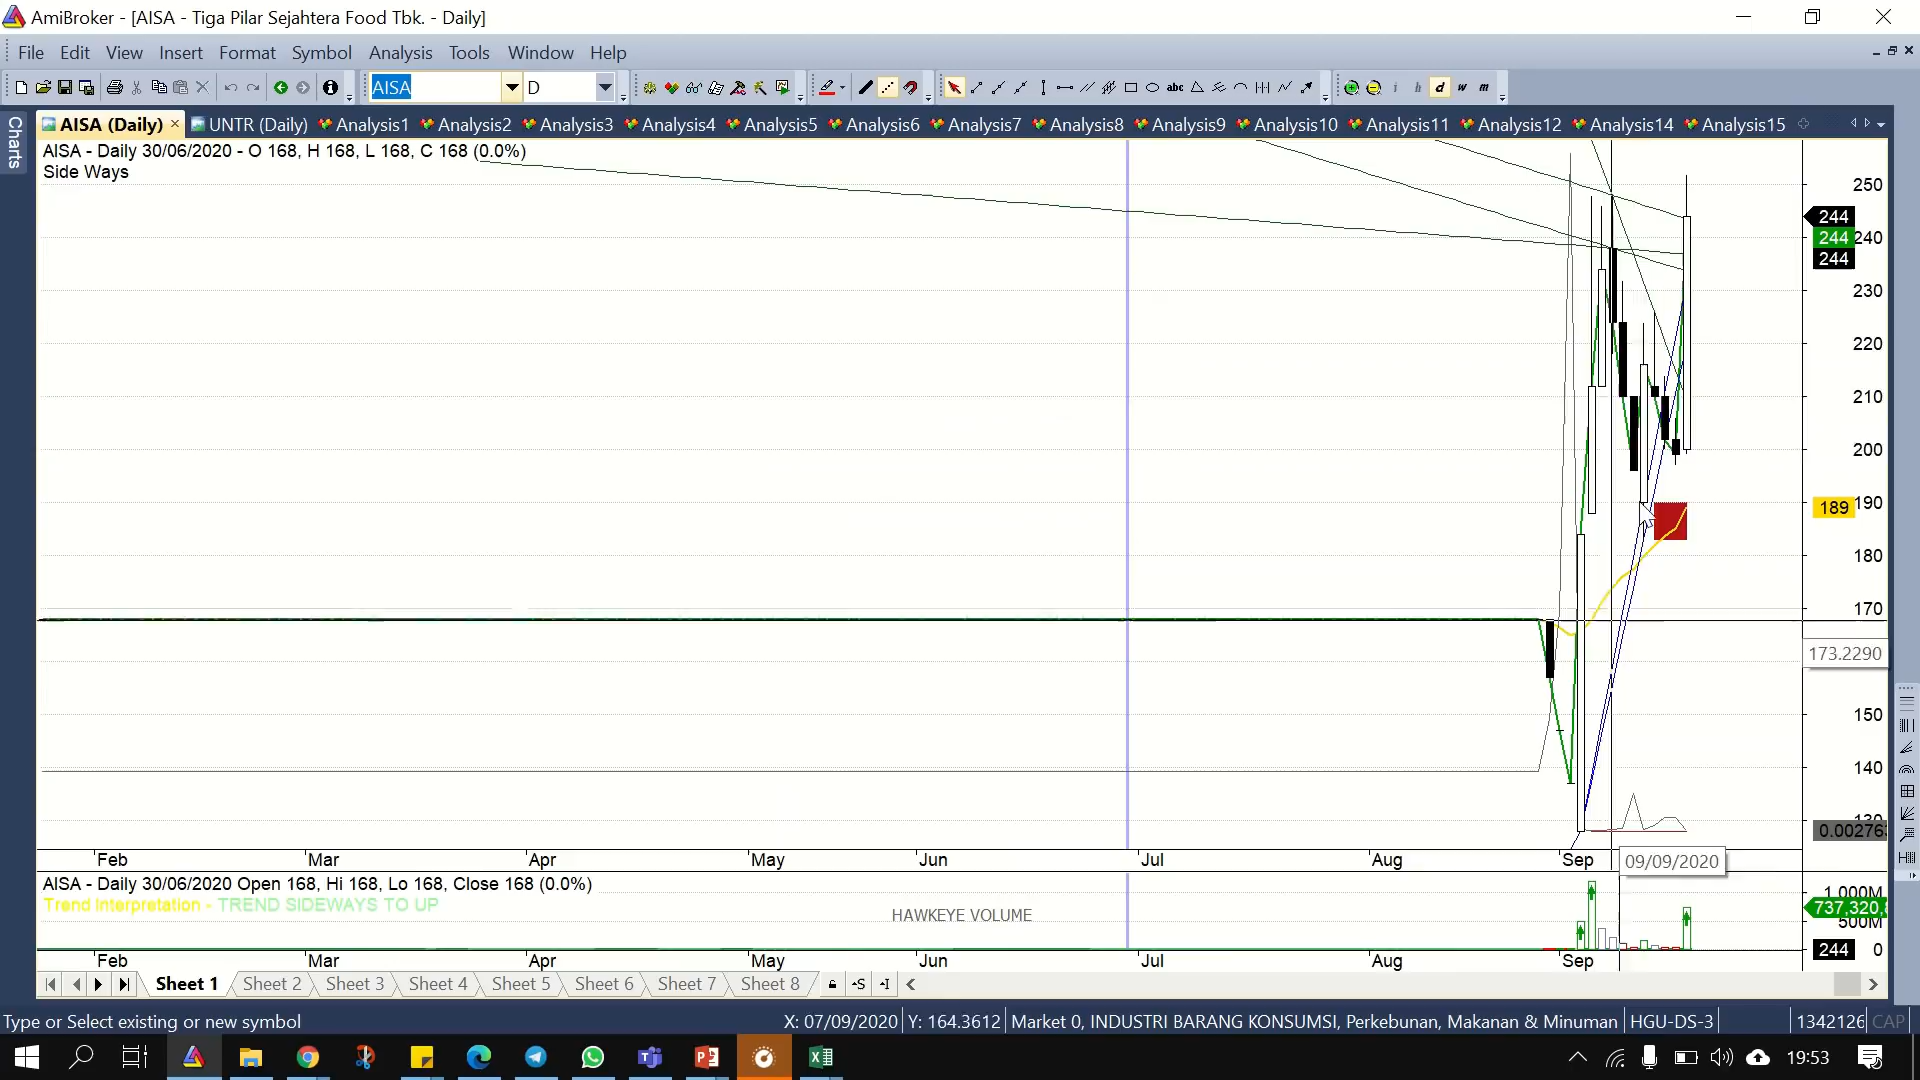 AmiBroker - [AISA - Tiga Pilar Sejahtera Food Tbk. - Daily]
File Edit View Insert Format Symbol Analysis Tools Window Help
AISA D abc i h d w m
Charts
AISA (Daily) × UNTR (Daily) Analysis1 Analysis2 Analysis3 Analysis4 Analysis5 Analysis6 Analysis7 Analysis8 Analysis9 Analysis10 Analysis11 Analysis12 Analysis14 Analysis15
AISA - Daily 30/06/2020 - O 168, H 168, L 168, C 168 (0.0%)
Side Ways
250
244
244 240
244
230
220
210
200
190
189
180
170
173.2290
150
140
130
0.002763
Feb Mar Apr May Jun Jul Aug Sep
09/09/2020
AISA - Daily 30/06/2020 Open 168, Hi 168, Lo 168, Close 168 (0.0%)
Trend Interpretation - TREND SIDEWAYS TO UP
HAWKEYE VOLUME
1,000M
737,320,
500M
244 0
Feb Mar Apr May Jun Jul Aug Sep
Sheet 1 Sheet 2 Sheet 3 Sheet 4 Sheet 5 Sheet 6 Sheet 7 Sheet 8 -S -I
Type or Select existing or new symbol X: 07/09/2020 Y: 164.3612 Market 0, INDUSTRI BARANG KONSUMSI, Perkebunan, Makanan & Minuman HGU-DS-3 1342126 CAP
19:53